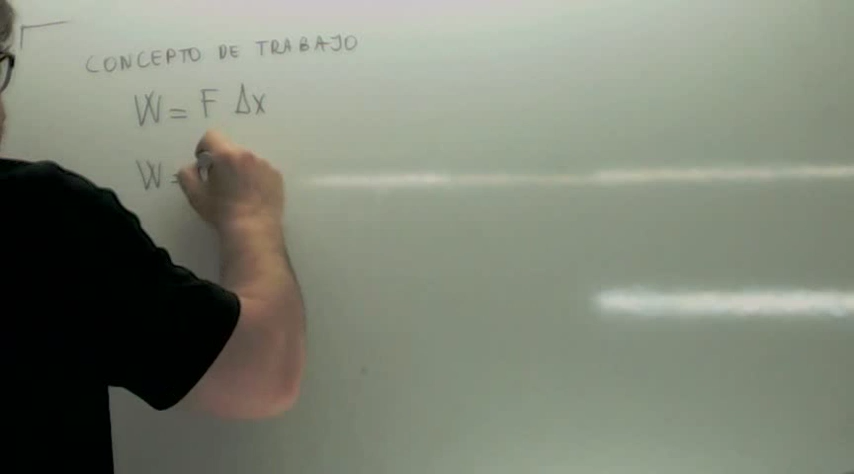 CONCEPTO DE TRABAJO
W = F Δx
W =